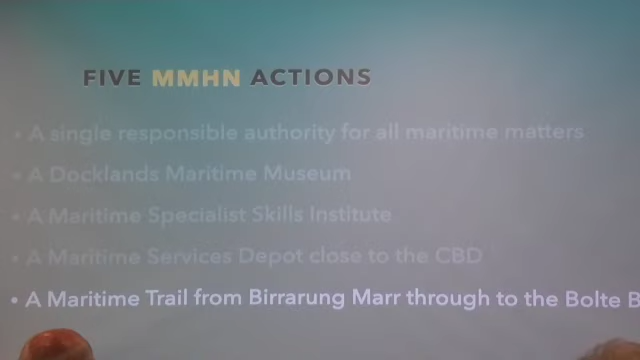 FIVE MMHN ACTIONS
• A single responsible authority for all maritime matters
• A Docklands Maritime Museum
• A Maritime Specialist Skills Institute
• A Maritime Services Depot close to the CBD
• A Maritime Trail from Birrarung Marr through to the Bolte B